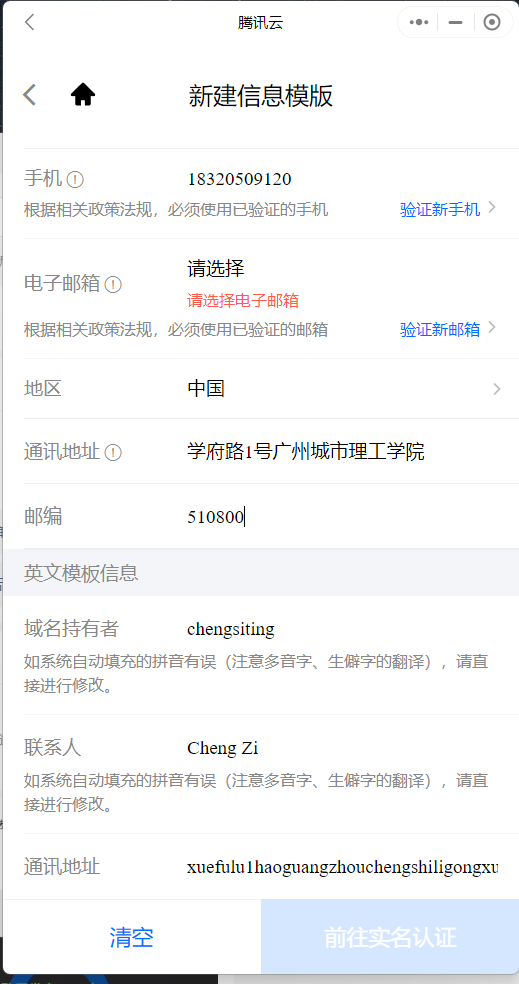 腾讯云
新建信息模版
手机
18320509120
根据相关政策法规，必须使用已验证的手机
验证新手机
电子邮箱
请选择
请选择电子邮箱
根据相关政策法规，必须使用已验证的邮箱
验证新邮箱
地区
中国
通讯地址
学府路1号广州城市理工学院
邮编
510800
英文模板信息
域名持有者
chengsiting
如系统自动填充的拼音有误（注意多音字、生僻字的翻译），请直
接进行修改。
联系人
Cheng Zi
如系统自动填充的拼音有误（注意多音字、生僻字的翻译），请直
接进行修改。
通讯地址
xuefulu1haoguangzhouchengshiligongxu
清空
前往实名认证